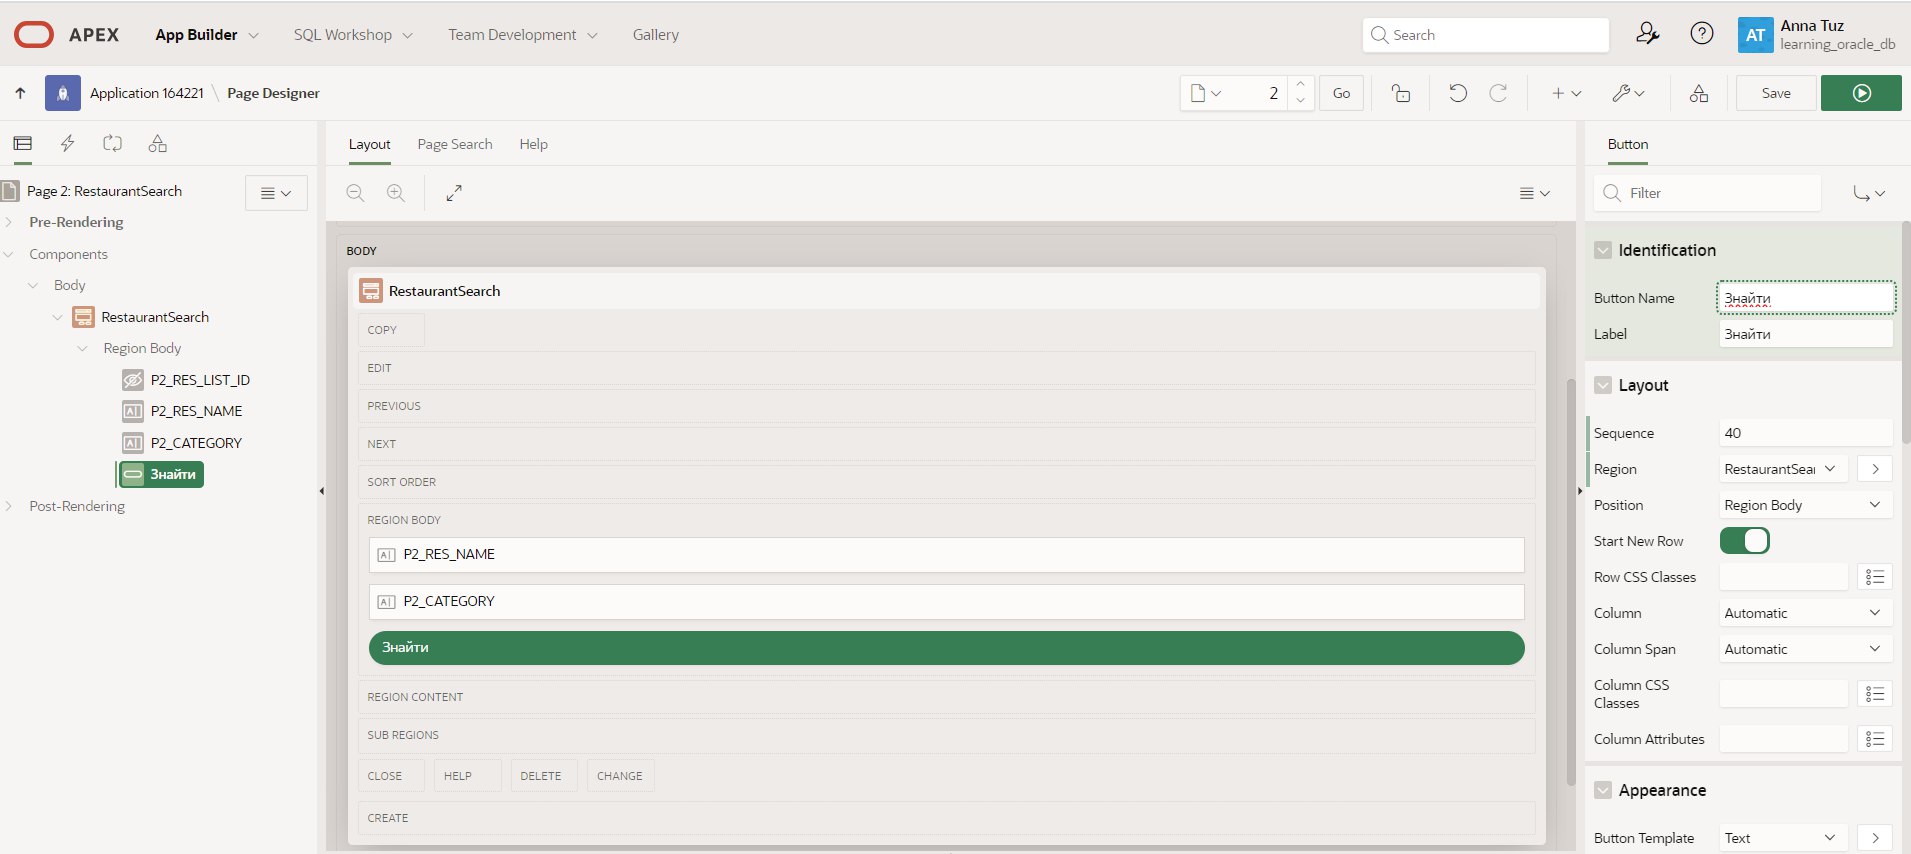 APEX App Builder SQL Workshop Team Development Gallery Search AT Anna Tuz
learning_oracle_db
Application 164221 \ Page Designer 2 Go Save
Layout Page Search Help
Page 2: RestaurantSearch
Pre-Rendering
Components
Body
RestaurantSearch
Region Body
P2_RES_LIST_ID
P2_RES_NAME
P2_CATEGORY
Знайти
Post-Rendering
BODY
RestaurantSearch
COPY
EDIT
PREVIOUS
NEXT
SORT ORDER
REGION BODY
P2_RES_NAME
P2_CATEGORY
Знайти
REGION CONTENT
SUB REGIONS
CLOSE HELP DELETE CHANGE
CREATE
Button
Filter
Identification
Button Name Знайти
Label Знайти
Layout
Sequence 40
Region RestaurantSear
Position Region Body
Start New Row
Row CSS Classes
Column Automatic
Column Span Automatic
Column CSS
Classes
Column Attributes
Appearance
Button Template Text